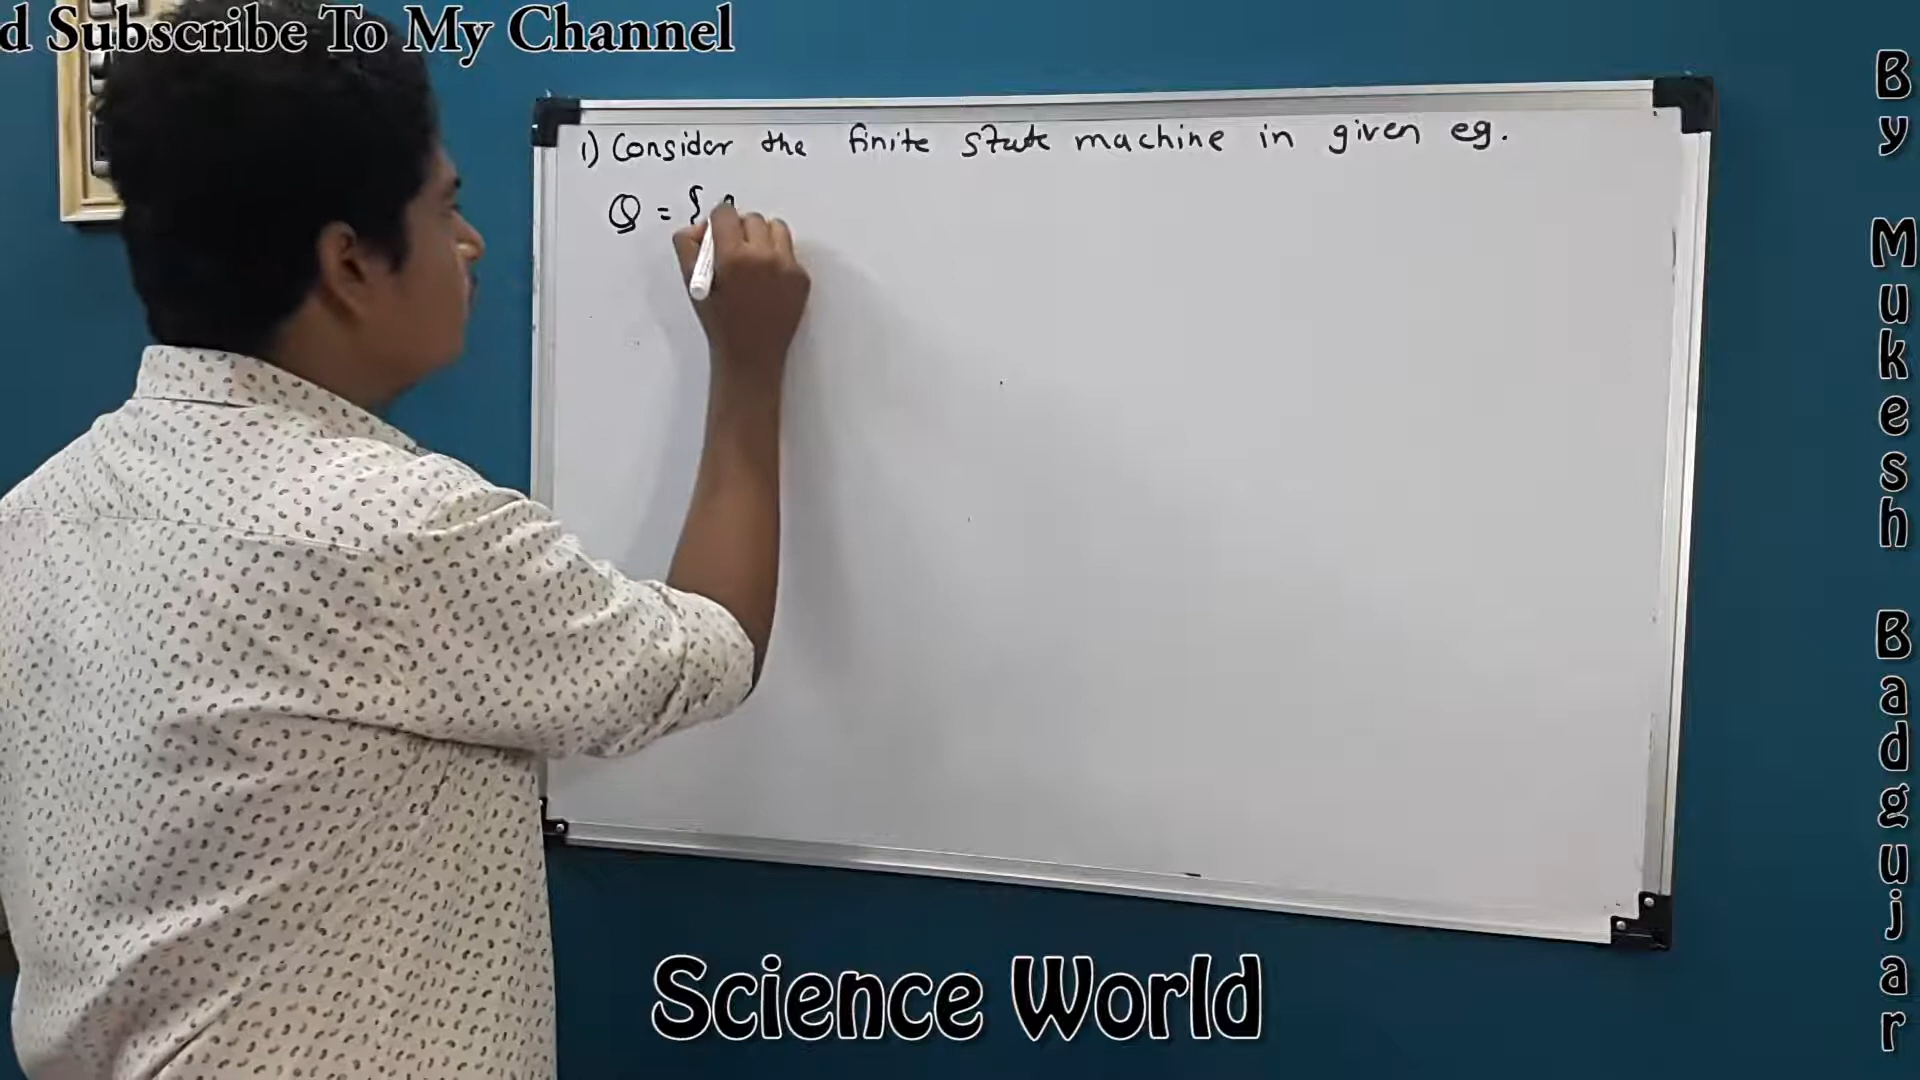 d Subscribe To My Channel
1) Consider the finite state machine in given eg.
Q = {
Science World
By Mukesh Badgujar